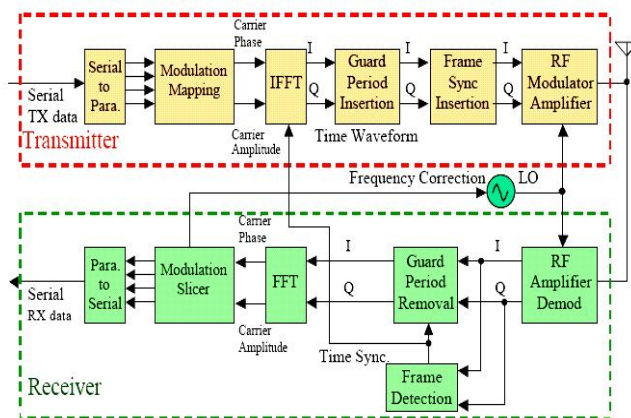 Carrier
Phase
Serial
to
Para.
Modulation
Mapping
IFFT
I
Q
Guard
Period
Insertion
I
Q
Frame
Sync
Insertion
I
Q
RF
Modulator
Amplifier
Serial
TX data
Transmitter
Carrier
Amplitude
Time Waveform
Frequency Correction
LO
Carrier
Phase
Para.
to
Serial
Modulation
Slicer
FFT
I
Q
Guard
Period
Removal
I
Q
RF
Amplifier
Demod
Serial
RX data
Carrier
Amplitude
Time Sync.
Frame
Detection
Receiver